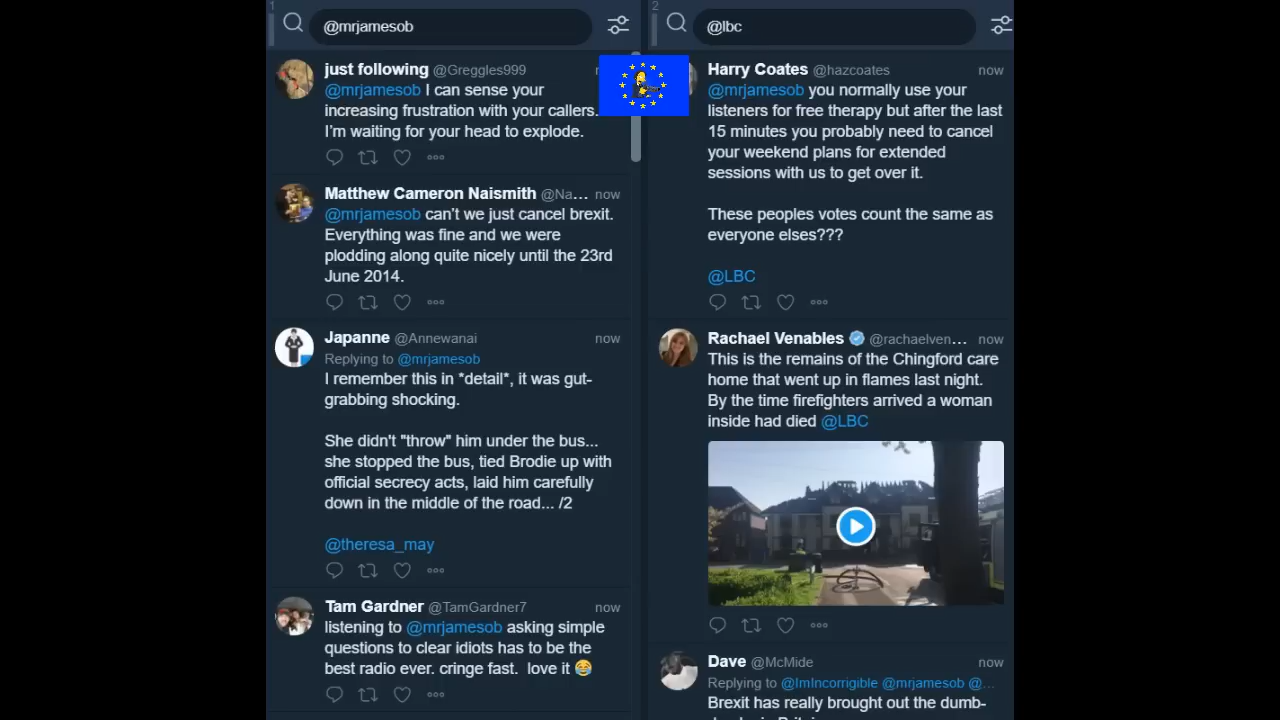 1
@mrjamesob
just following @Greggles999
@mrjamesob I can sense your
increasing frustration with your callers.
I'm waiting for your head to explode.
Matthew Cameron Naismith @Na... now
@mrjamesob can't we just cancel brexit.
Everything was fine and we were
plodding along quite nicely until the 23rd
June 2014.
Japanne @Annewanai now
Replying to @mrjamesob
I remember this in *detail*, it was gut-
grabbing shocking.
She didn't "throw" him under the bus...
she stopped the bus, tied Brodie up with
official secrecy acts, laid him carefully
down in the middle of the road... /2
@theresa_may
Tam Gardner @TamGardner7 now
listening to @mrjamesob asking simple
questions to clear idiots has to be the
best radio ever. cringe fast. love it 😂
2
@lbc
Harry Coates @hazcoates now
@mrjamesob you normally use your
listeners for free therapy but after the last
15 minutes you probably need to cancel
your weekend plans for extended
sessions with us to get over it.
These peoples votes count the same as
everyone elses???
@LBC
Rachael Venables @rachaelven... now
This is the remains of the Chingford care
home that went up in flames last night.
By the time firefighters arrived a woman
inside had died @LBC
Dave @McMide now
Replying to @ImIncorrigible @mrjamesob @...
Brexit has really brought out the dumb-